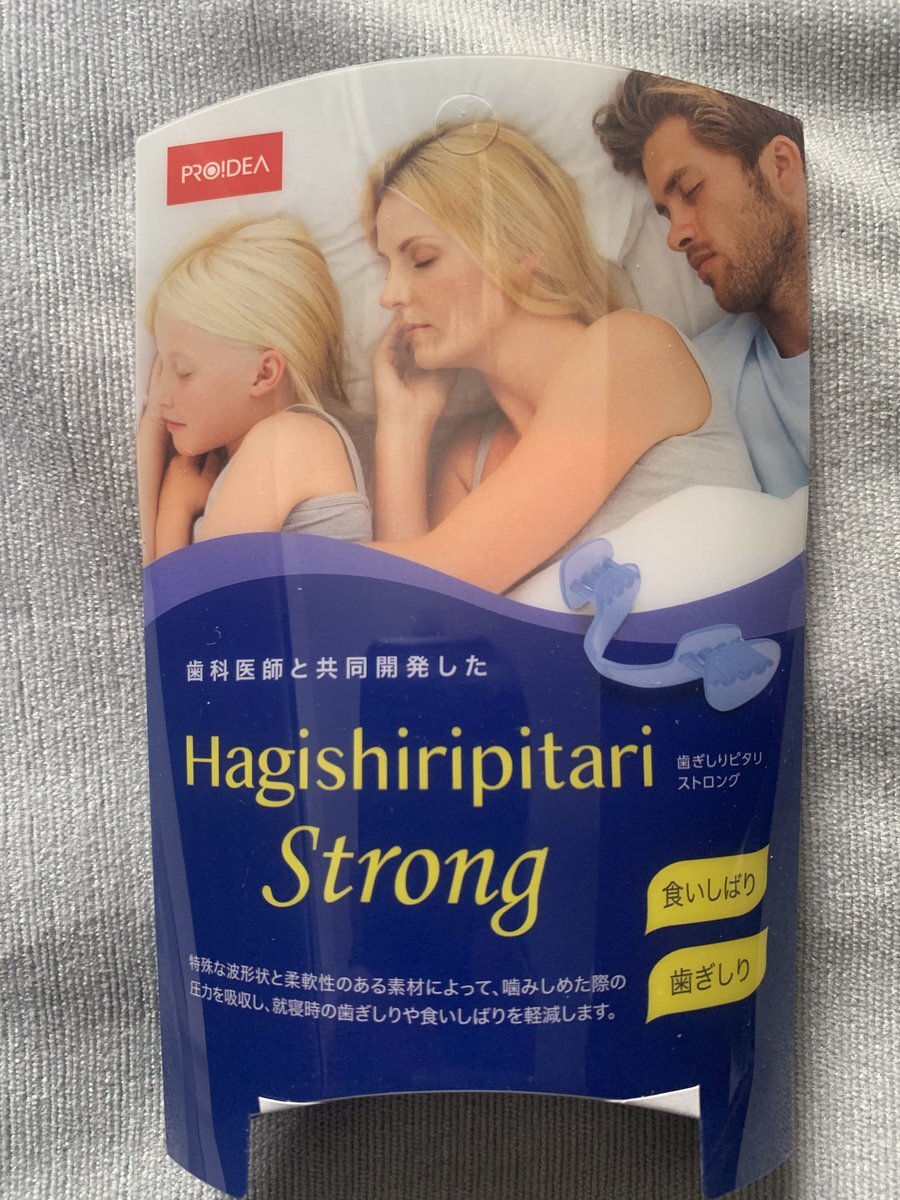 PRO!DEA
歯科医師と共同開発した
Hagishiripitari
歯ぎしりピタリ
ストロング
Strong
食いしばり
歯ぎしり
特殊な波形状と柔軟性のある素材によって、噛みしめた際の
圧力を吸収し、就寝時の歯ぎしりや食いしばりを軽減します。